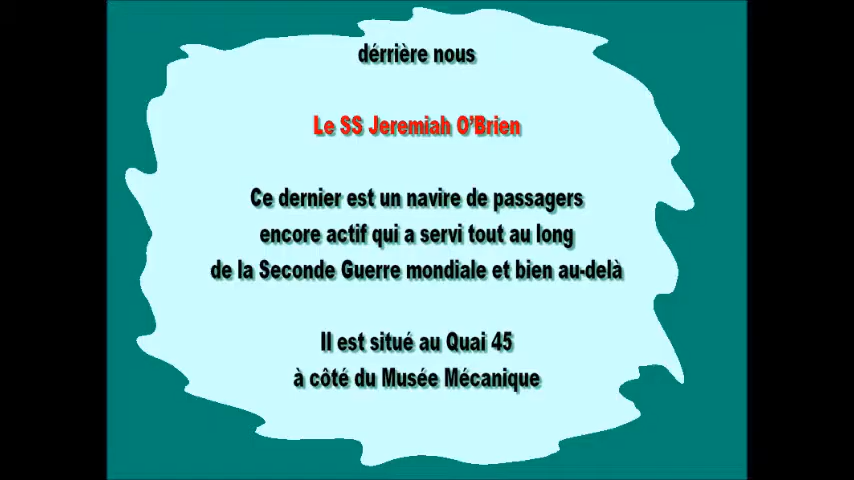 dérrière nous
Le SS Jeremiah O’Brien
Ce dernier est un navire de passagers
encore actif qui a servi tout au long
de la Seconde Guerre mondiale et bien au-delà
Il est situé au Quai 45
à côté du Musée Mécanique